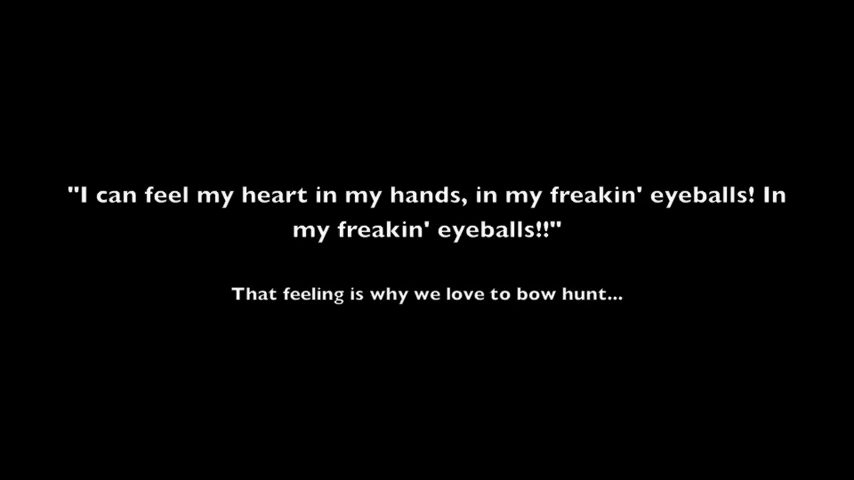 "I can feel my heart in my hands, in my freakin' eyeballs! In
my freakin' eyeballs!!"
That feeling is why we love to bow hunt...